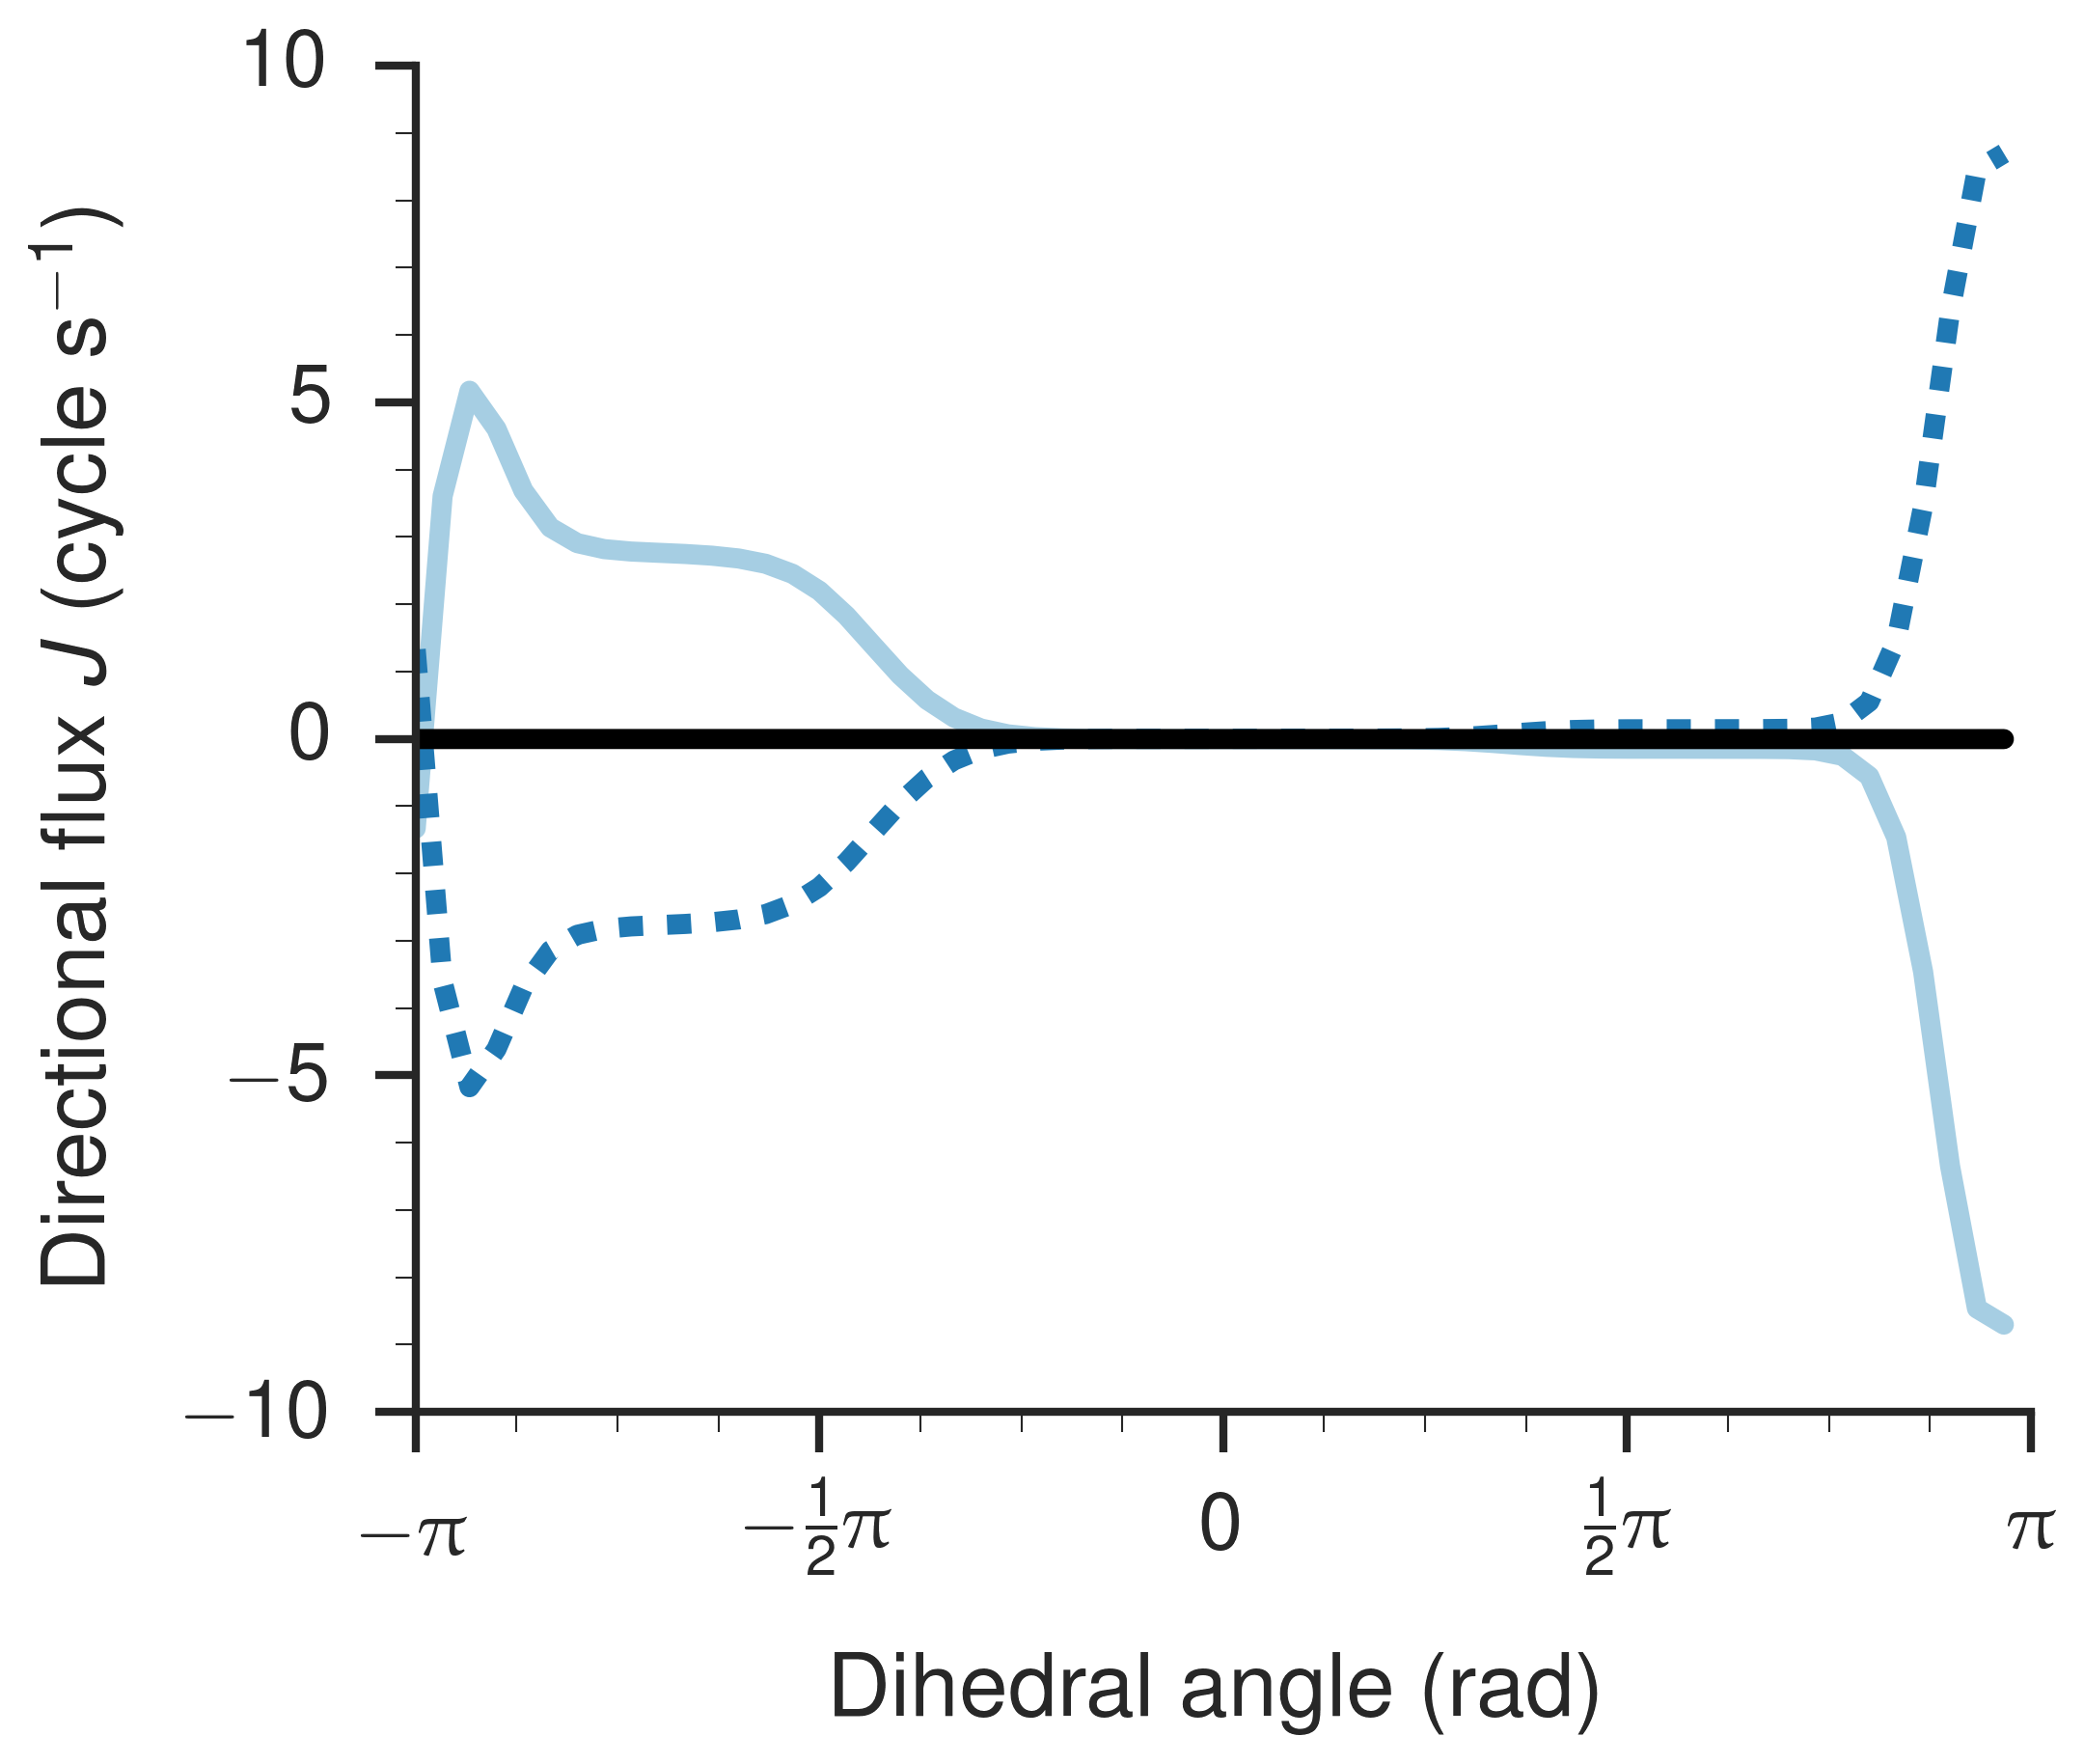 Directional flux J (cycle s⁻¹)
10
5
0
−5
−10
−π
−½π
0
½π
π
Dihedral angle (rad)